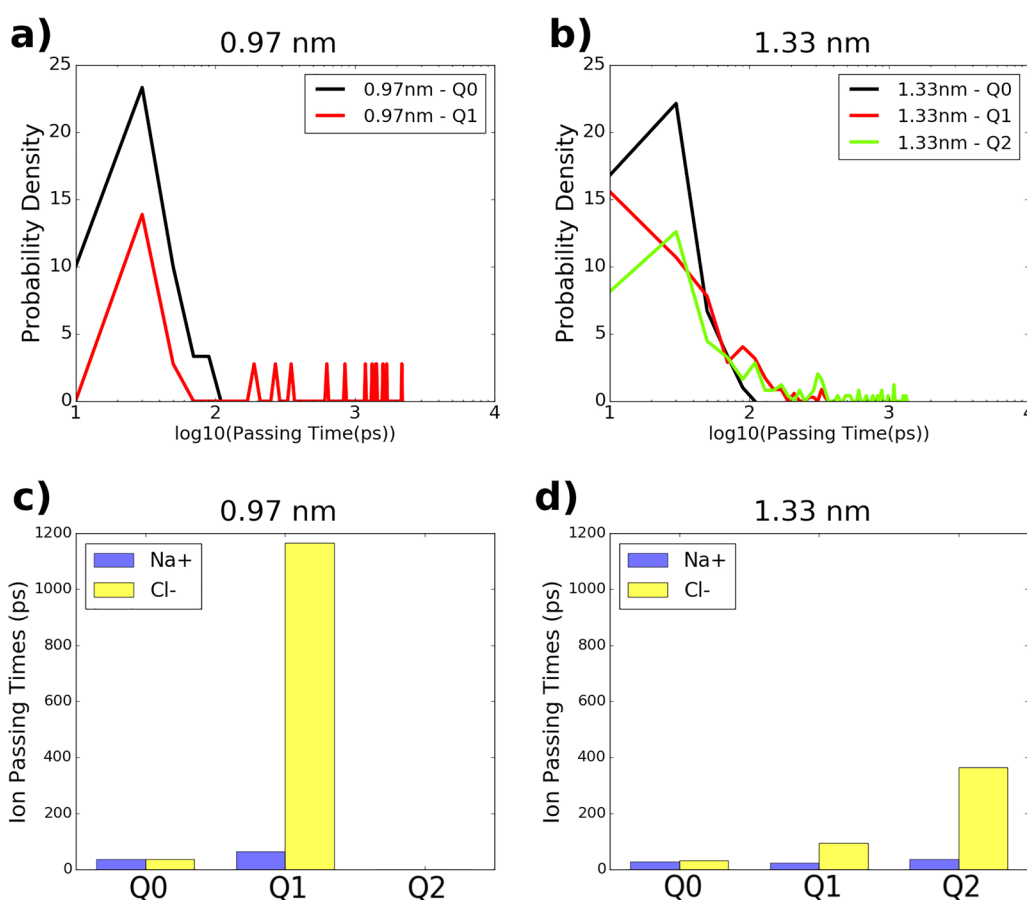 a)
0.97 nm
Probability Density
25
20
15
10
5
0
1
2
3
4
log10(Passing Time(ps))
0.97nm - Q0
0.97nm - Q1
b)
1.33 nm
Probability Density
25
20
15
10
5
0
1
2
3
4
log10(Passing Time(ps))
1.33nm - Q0
1.33nm - Q1
1.33nm - Q2
c)
0.97 nm
Ion Passing Times (ps)
1200
1000
800
600
400
200
0
Q0
Q1
Q2
Na+
Cl-
d)
1.33 nm
Ion Passing Times (ps)
1200
1000
800
600
400
200
0
Q0
Q1
Q2
Na+
Cl-